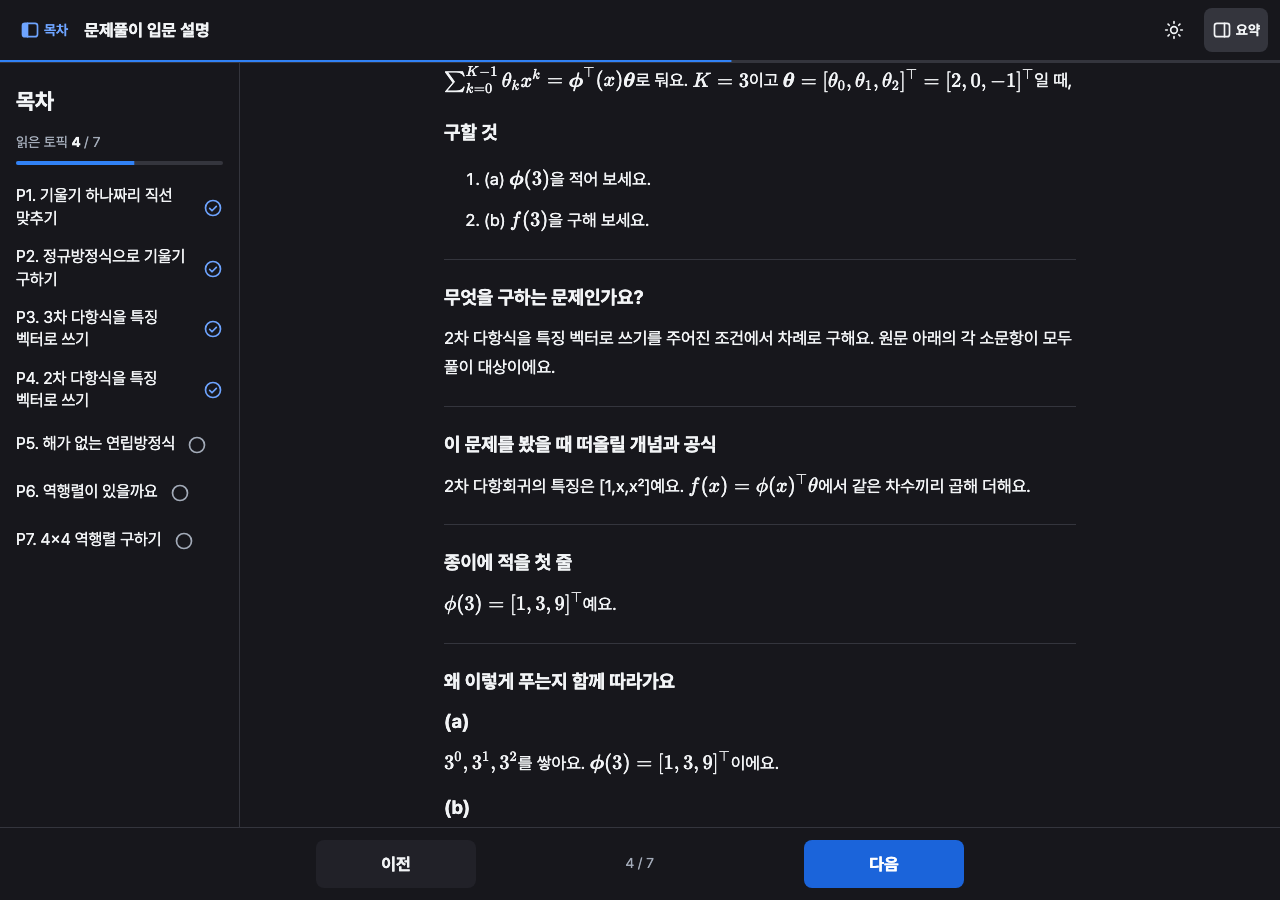 목차 문제풀이 입문 설명 요약
목차
읽은 토픽 4 / 7
P1. 기울기 하나짜리 직선
맞추기
P2. 정규방정식으로 기울기
구하기
P3. 3차 다항식을 특징
벡터로 쓰기
P4. 2차 다항식을 특징
벡터로 쓰기
P5. 해가 없는 연립방정식
P6. 역행렬이 있을까요
P7. 4×4 역행렬 구하기
∑_{k=0}^{K−1} θ_k x^k = ϕ^⊤(x)θ로 둬요. K = 3이고 θ = [θ_0, θ_1, θ_2]^⊤ = [2, 0, −1]^⊤일 때,
구할 것
1. (a) ϕ(3)을 적어 보세요.
2. (b) f(3)을 구해 보세요.
무엇을 구하는 문제인가요?
2차 다항식을 특징 벡터로 쓰기를 주어진 조건에서 차례로 구해요. 원문 아래의 각 소문항이 모두
풀이 대상이에요.
이 문제를 봤을 때 떠올릴 개념과 공식
2차 다항회귀의 특징은 [1,x,x²]예요. f(x) = ϕ(x)^⊤θ에서 같은 차수끼리 곱해 더해요.
종이에 적을 첫 줄
ϕ(3) = [1, 3, 9]^⊤예요.
왜 이렇게 푸는지 함께 따라가요
(a)
3^0, 3^1, 3^2를 쌓아요. ϕ(3) = [1, 3, 9]^⊤이에요.
(b)
이전 4 / 7 다음